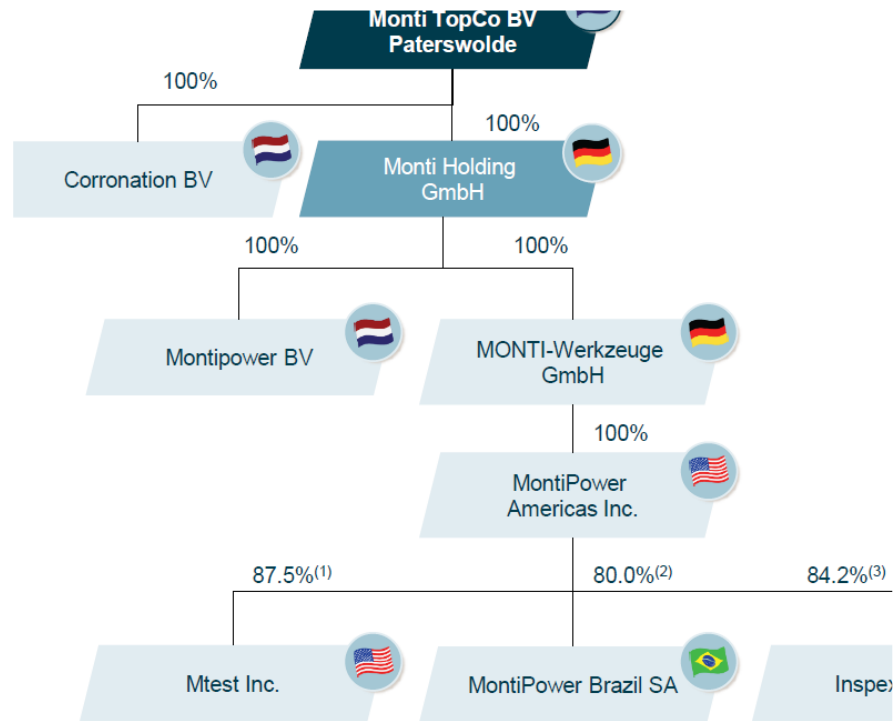 Monti TopCo BV
Paterswolde
100%
100%
Corronation BV
Monti Holding
GmbH
100%
100%
Montipower BV
MONTI-Werkzeuge
GmbH
100%
MontiPower
Americas Inc.
87.5%(1)
80.0%(2)
84.2%(3)
Mtest Inc.
MontiPower Brazil SA